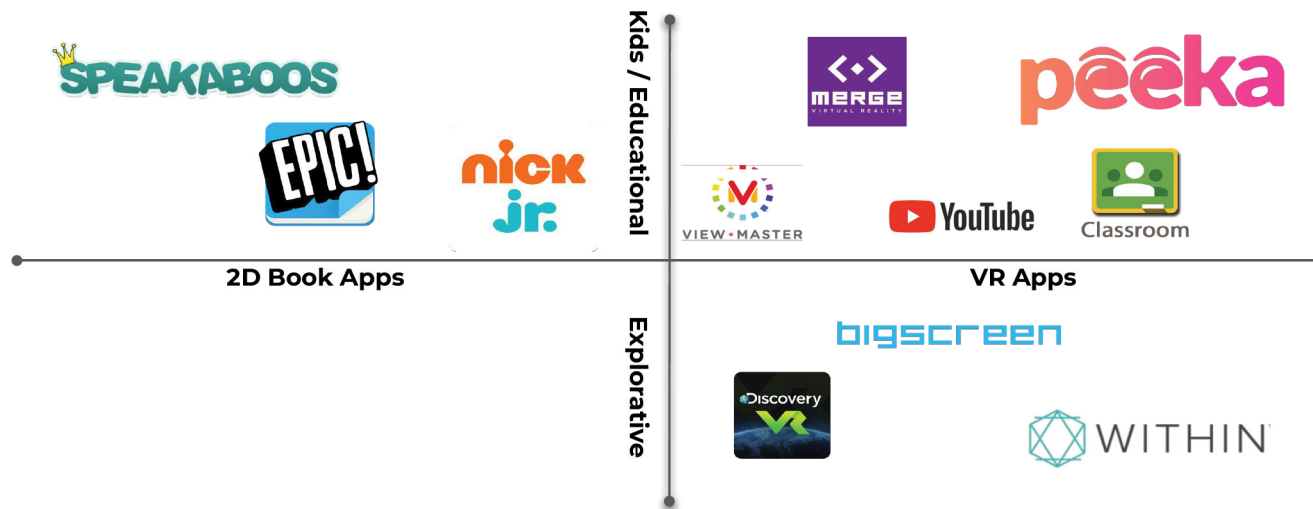 Kids / Educational
SPEAKABOOS
EPIC!
nick
jr.
MERGE
VIRTUAL REALITY
peeka
VIEW•MASTER
YouTube
Classroom
2D Book Apps
VR Apps
Explorative
bigscreen
Discovery
VR
WITHIN